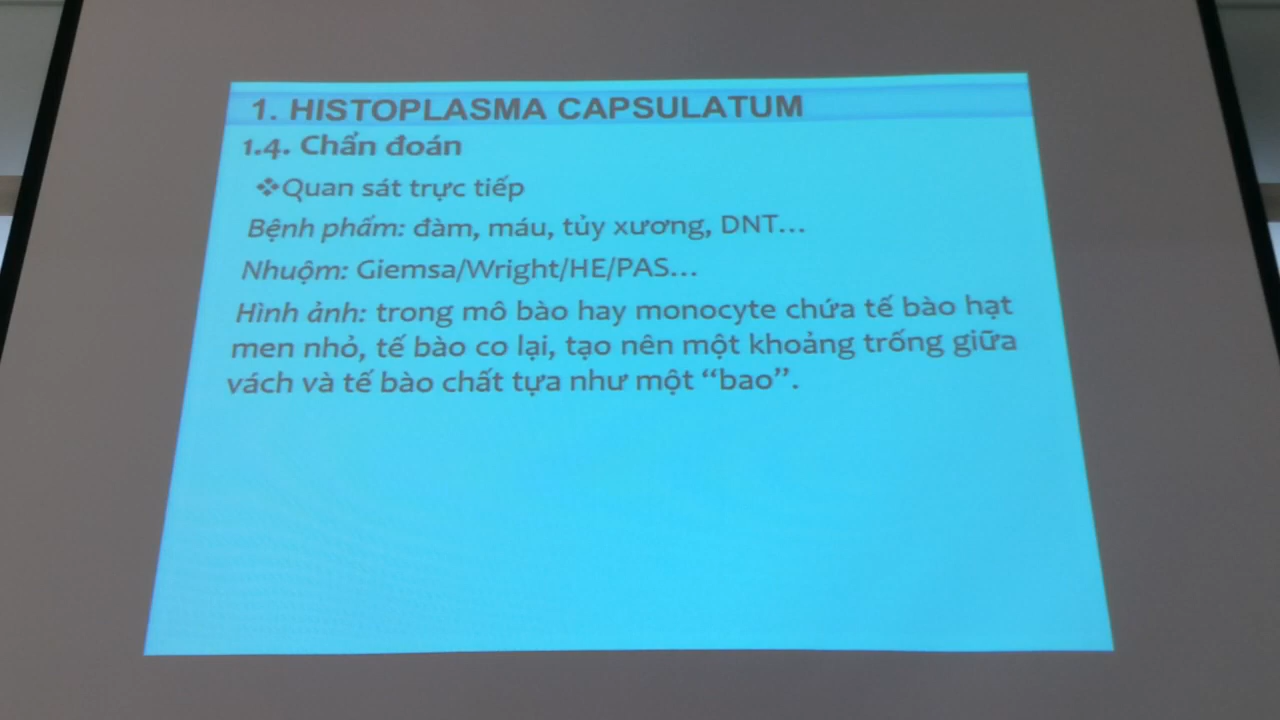 1. HISTOPLASMA CAPSULATUM
1.4. Chẩn đoán
❖Quan sát trực tiếp
Bệnh phẩm: đàm, máu, tủy xương, DNT...
Nhuộm: Giemsa/Wright/HE/PAS...
Hình ảnh: trong mô bào hay monocyte chứa tế bào hạt
men nhỏ, tế bào co lại, tạo nên một khoảng trống giữa
vách và tế bào chất tựa như một “bao”.